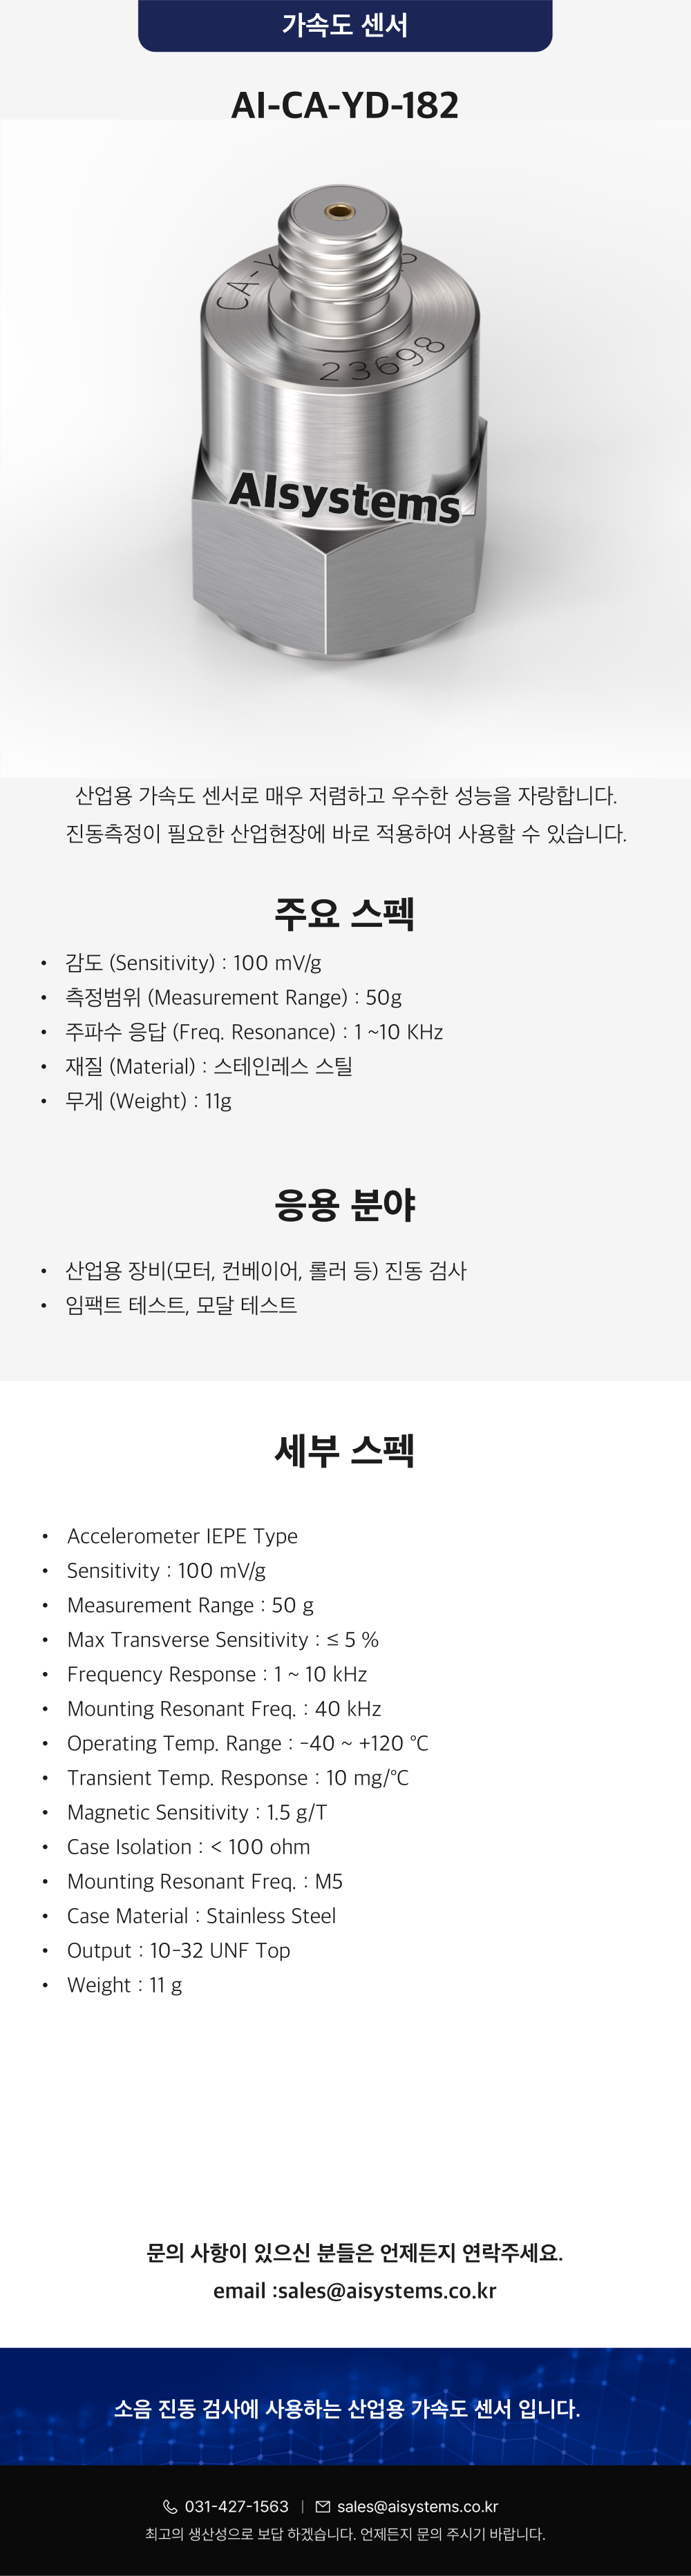 가속도 센서
AI-CA-YD-182
CA-Y
23698
AIsystems
산업용 가속도 센서로 매우 저렴하고 우수한 성능을 자랑합니다.
진동측정이 필요한 산업현장에 바로 적용하여 사용할 수 있습니다.
주요 스펙
• 감도 (Sensitivity) : 100 mV/g
• 측정범위 (Measurement Range) : 50g
• 주파수 응답 (Freq. Resonance) : 1 ~10 KHz
• 재질 (Material) : 스테인레스 스틸
• 무게 (Weight) : 11g
응용 분야
• 산업용 장비(모터, 컨베이어, 롤러 등) 진동 검사
• 임팩트 테스트, 모달 테스트
세부 스펙
• Accelerometer IEPE Type
• Sensitivity : 100 mV/g
• Measurement Range : 50 g
• Max Transverse Sensitivity : ≤ 5 %
• Frequency Response : 1 ~ 10 kHz
• Mounting Resonant Freq. : 40 kHz
• Operating Temp. Range : -40 ~ +120 ℃
• Transient Temp. Response : 10 mg/℃
• Magnetic Sensitivity : 1.5 g/T
• Case Isolation : < 100 ohm
• Mounting Resonant Freq. : M5
• Case Material : Stainless Steel
• Output : 10-32 UNF Top
• Weight : 11 g
문의 사항이 있으신 분들은 언제든지 연락주세요.
email :sales@aisystems.co.kr
소음 진동 검사에 사용하는 산업용 가속도 센서 입니다.
031-427-1563 | sales@aisystems.co.kr
최고의 생산성으로 보답 하겠습니다. 언제든지 문의 주시기 바랍니다.